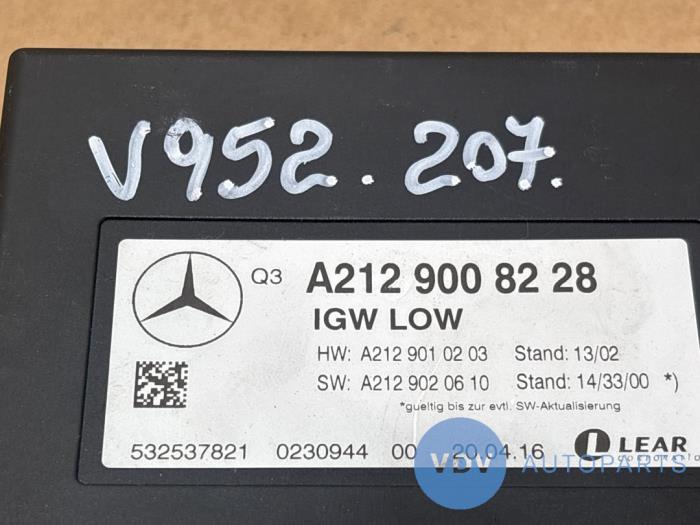 V952.207.
Q3 A212 900 82 28
IGW LOW
HW: A212 901 02 03 Stand: 13/02
SW: A212 902 06 10 Stand: 14/33/00 *)
*gueltig bis zur evtl. SW-Aktualisierung
532537821 0230944 00 20.04.16 LEAR
CORPORATION
VDV AUTOPARTS